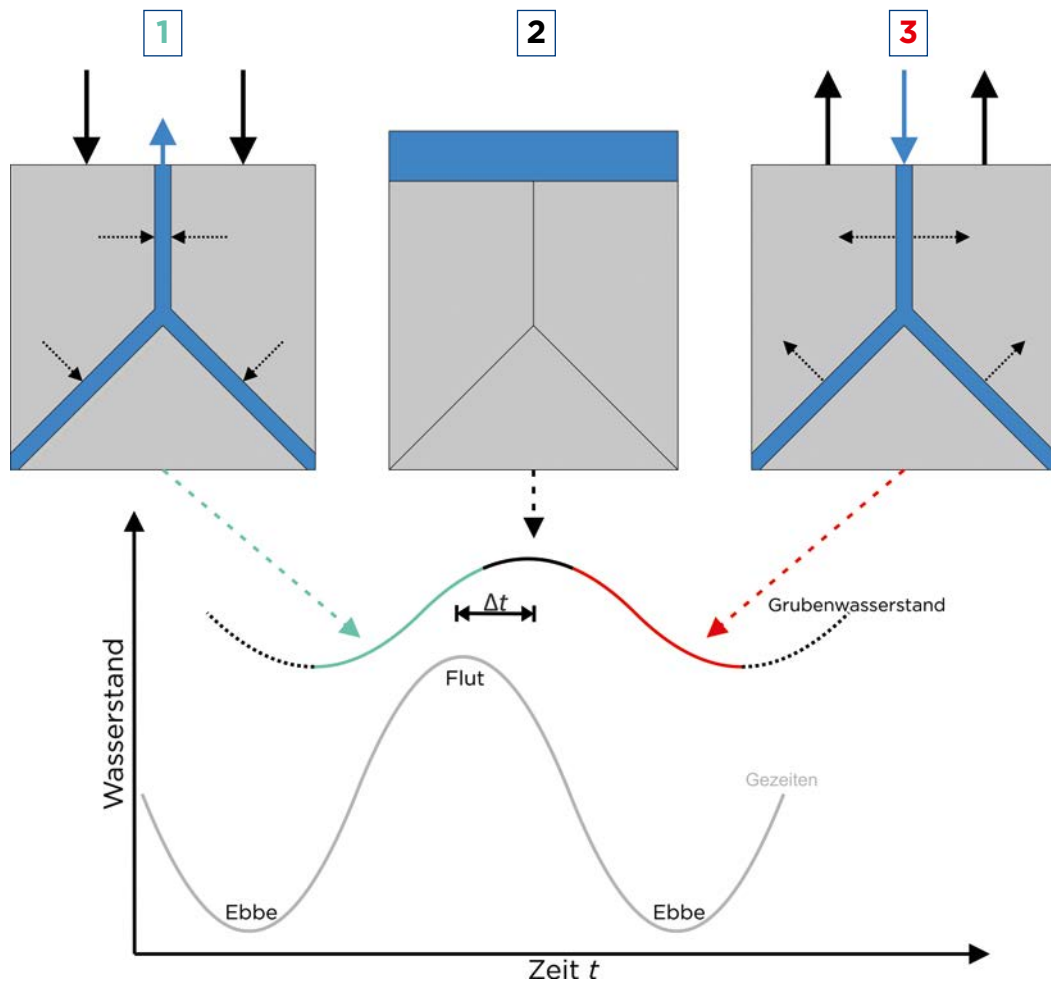 1
2
3
Δt
Grubenwasserstand
Flut
Wasserstand
Gezeiten
Ebbe
Ebbe
Zeit t